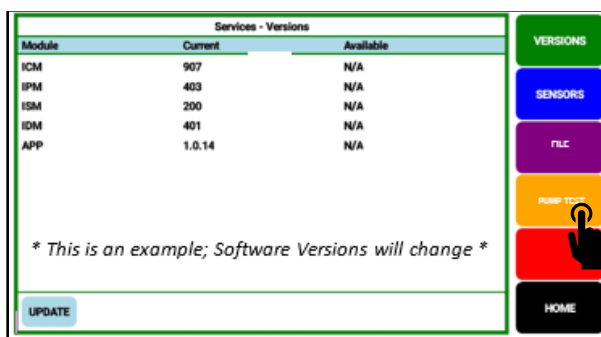 Services - Versions
Module Current Available
ICM 907 N/A
IPM 403 N/A
ISM 200 N/A
IDM 401 N/A
APP 1.0.14 N/A
* This is an example; Software Versions will change *
UPDATE
VERSIONS
SENSORS
FILE
PUMP TEST
HOME